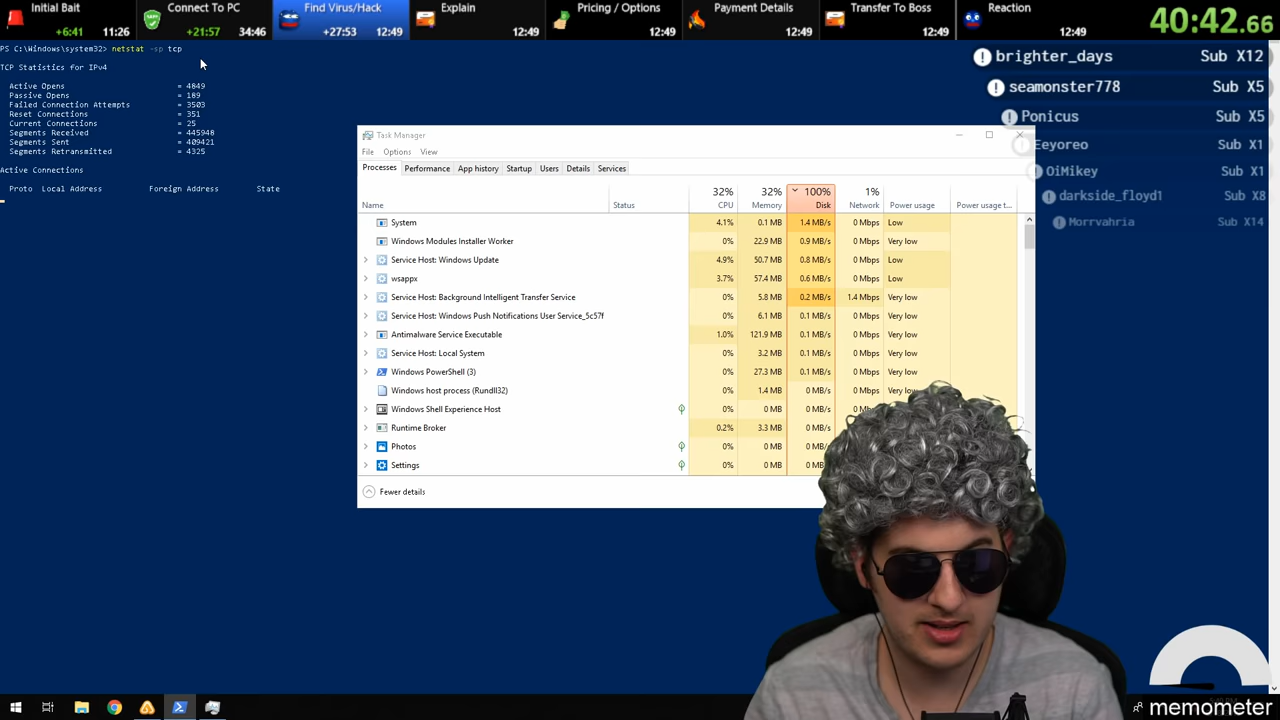 Initial Bait
+6:41 11:26
Connect To PC
+21:57 34:46
Find Virus/Hack
+27:53 12:49
Explain
12:49
Pricing / Options
12:49
Payment Details
12:49
Transfer To Boss
12:49
Reaction
12:49
40:42.66
PS C:\Windows\system32> netstat -sp tcp
TCP Statistics for IPv4
Active Opens = 4849
Passive Opens = 189
Failed Connection Attempts = 3503
Reset Connections = 351
Current Connections = 25
Segments Received = 445948
Segments Sent = 409421
Segments Retransmitted = 4325
Active Connections
Proto Local Address Foreign Address State
brighter_days Sub X12
seamonster778 Sub X5
Ponicus Sub X5
Eeyoreo Sub X1
OiMikey Sub X1
darkside_floyd1 Sub X8
Morrvahria Sub X14
Task Manager
File Options View
Processes Performance App history Startup Users Details Services
32% 32% 100% 1%
Name Status CPU Memory Disk Network Power usage Power usage t...
System 4.1% 0.1 MB 1.4 MB/s 0 Mbps Low
Windows Modules Installer Worker 0% 22.9 MB 0.9 MB/s 0 Mbps Very low
Service Host: Windows Update 4.9% 50.7 MB 0.8 MB/s 0 Mbps Low
wsappx 3.7% 57.4 MB 0.6 MB/s 0 Mbps Low
Service Host: Background Intelligent Transfer Service 0% 5.8 MB 0.2 MB/s 1.4 Mbps Very low
Service Host: Windows Push Notifications User Service_5c57f 0% 6.1 MB 0.1 MB/s 0 Mbps Very low
Antimalware Service Executable 1.0% 121.9 MB 0.1 MB/s 0 Mbps Very low
Service Host: Local System 0% 3.2 MB 0.1 MB/s 0 Mbps Very low
Windows PowerShell (3) 0% 27.3 MB 0.1 MB/s 0 Mbps Very low
Windows host process (Rundll32) 0% 1.4 MB 0 MB/s 0 Mbps Very low
Windows Shell Experience Host 0% 0 MB 0 MB/s
Runtime Broker 0.2% 3.3 MB 0 MB/s
Photos 0% 0 MB 0 MB/s
Settings 0% 0 MB 0 MB/s
Fewer details
memometer